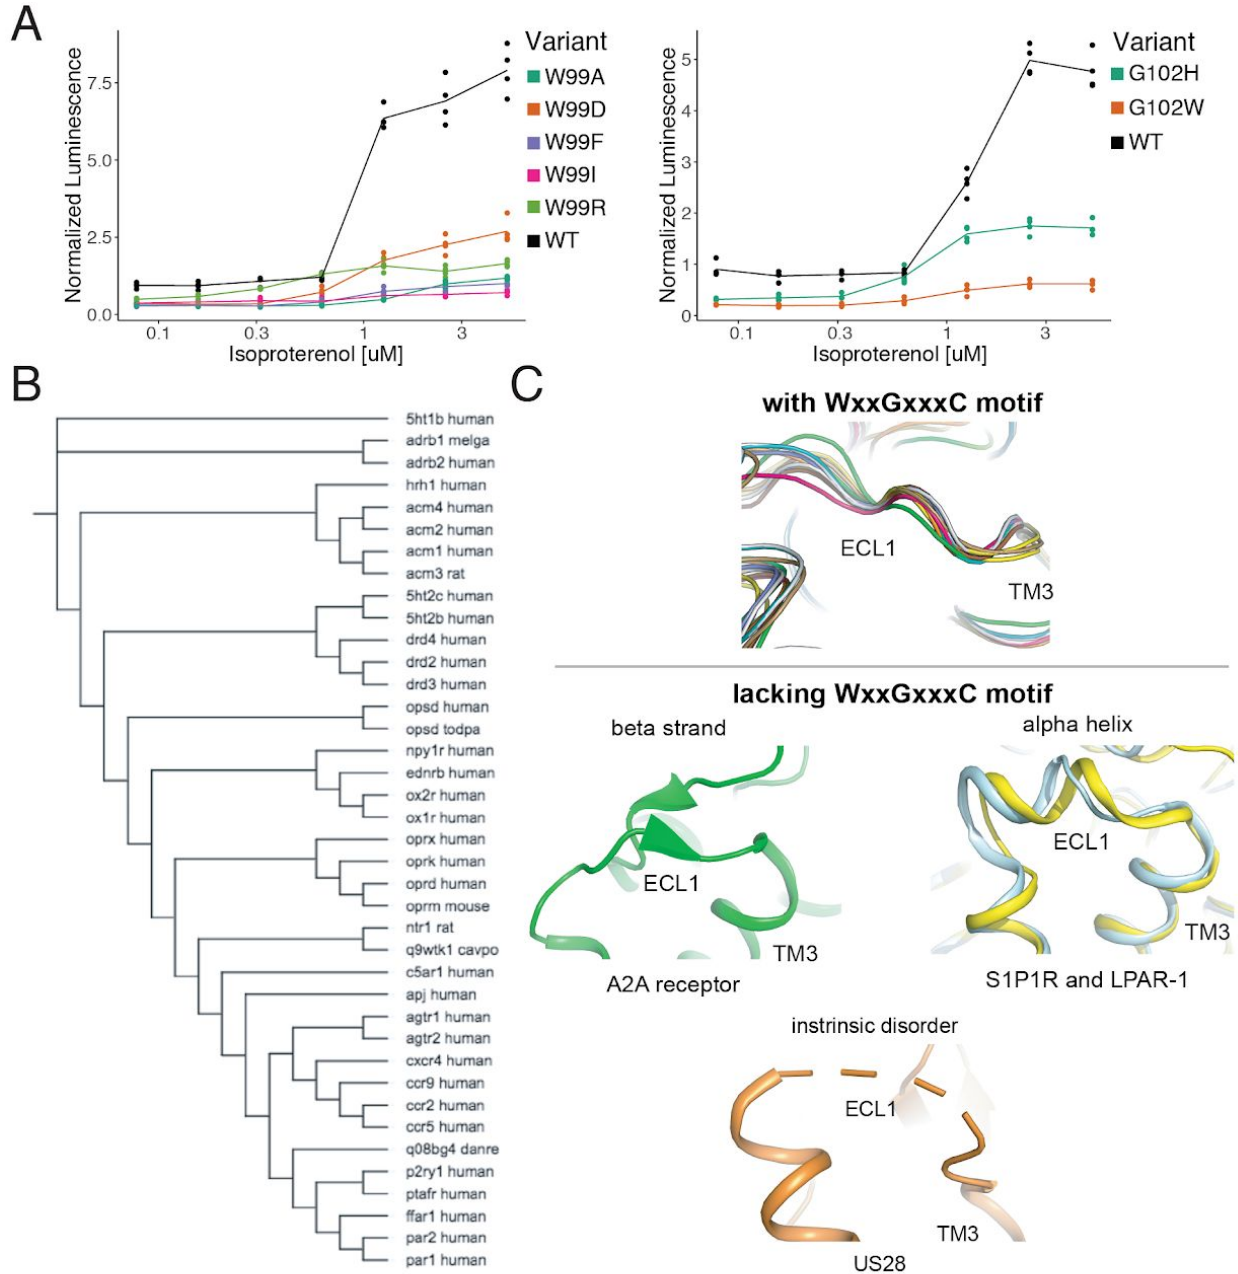 A
Normalized Luminescence
7.5
5.0
2.5
0.0
0.1
0.3
1
3
Isoproterenol [uM]
Variant
W99A
W99D
W99F
W99I
W99R
WT
Normalized Luminescence
5
4
3
2
1
0
0.1
0.3
1
3
Isoproterenol [uM]
Variant
G102H
G102W
WT
B
5ht1b human
adrb1 melga
adrb2 human
hrh1 human
acm4 human
acm2 human
acm1 human
acm3 rat
5ht2c human
5ht2b human
drd4 human
drd2 human
drd3 human
opsd human
opsd todpa
npy1r human
ednrb human
ox2r human
ox1r human
oprx human
oprk human
oprd human
oprm mouse
ntr1 rat
q9wtk1 cavpo
c5ar1 human
apj human
agtr1 human
agtr2 human
cxcr4 human
ccr9 human
ccr2 human
ccr5 human
q08bg4 danre
p2ry1 human
ptafr human
ffar1 human
par2 human
par1 human
C
with WxxGxxxC motif
ECL1
TM3
lacking WxxGxxxC motif
beta strand
ECL1
TM3
A2A receptor
alpha helix
ECL1
TM3
S1P1R and LPAR-1
instrinsic disorder
ECL1
TM3
US28